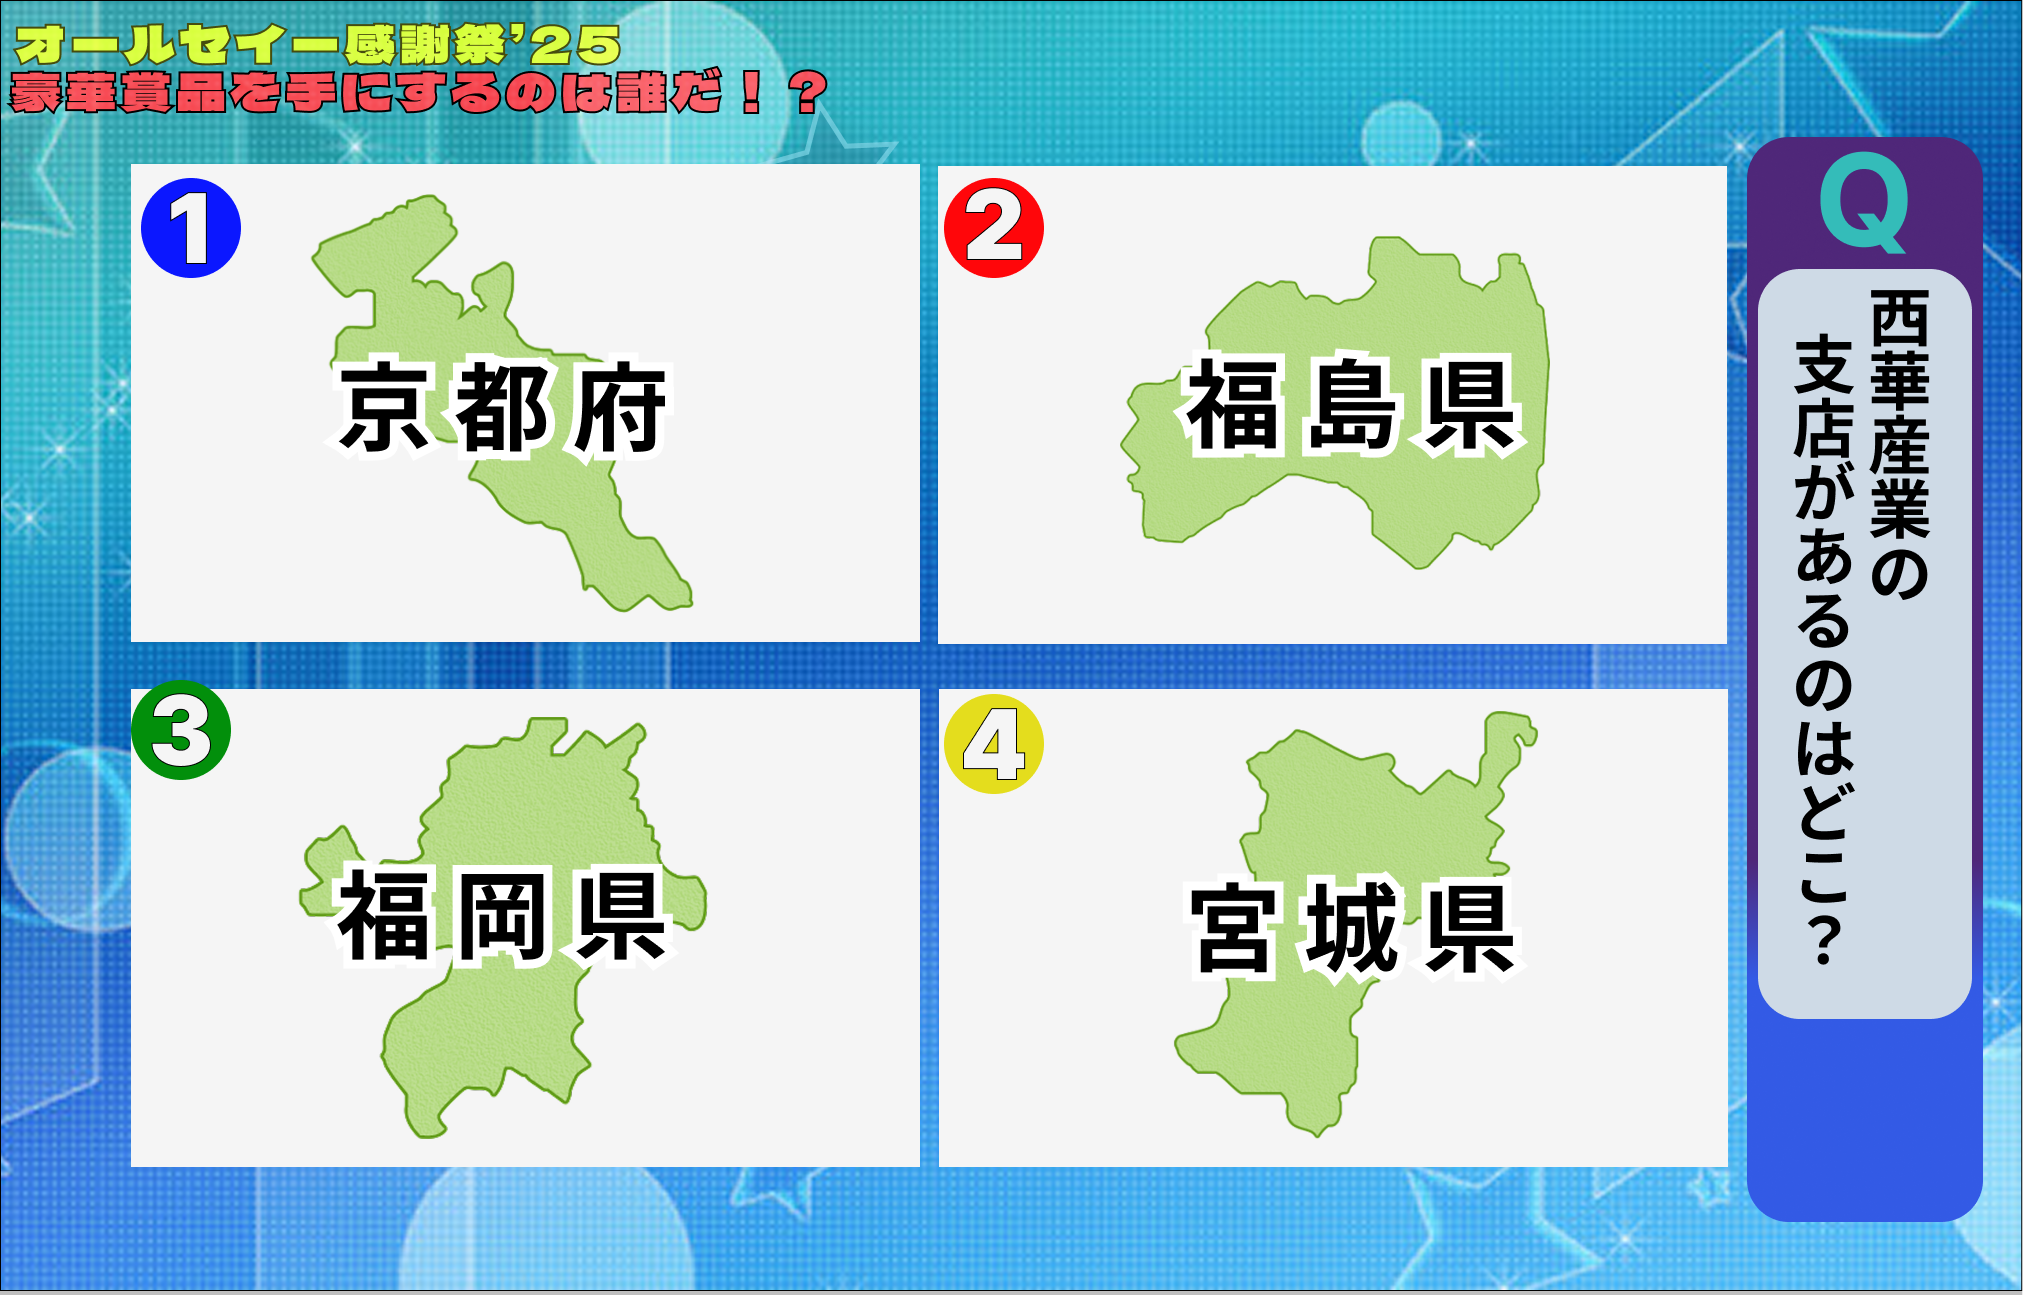 オールセイー感謝祭’25
豪華賞品を手にするのは誰だ！？
1
京都府
2
福島県
3
福岡県
4
宮城県
Q
西華産業の
支店があるのはどこ？